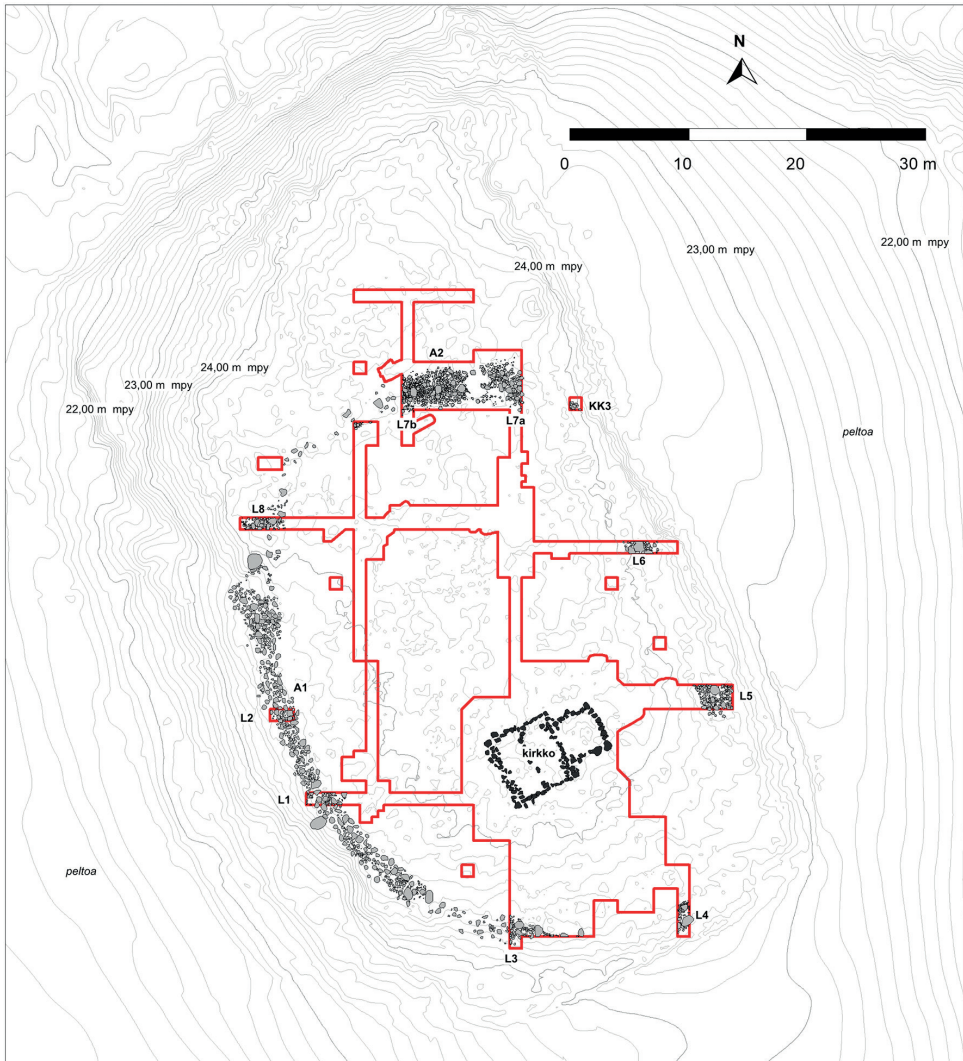 N
0 10 20 30 m
24,00 m mpy
23,00 m mpy
22,00 m mpy
A2
24,00 m mpy
23,00 m mpy
22,00 m mpy
KK3
L7b
L7a
peltoa
L8
L6
A1
L2
L5
kirkko
L1
peltoa
L4
L3